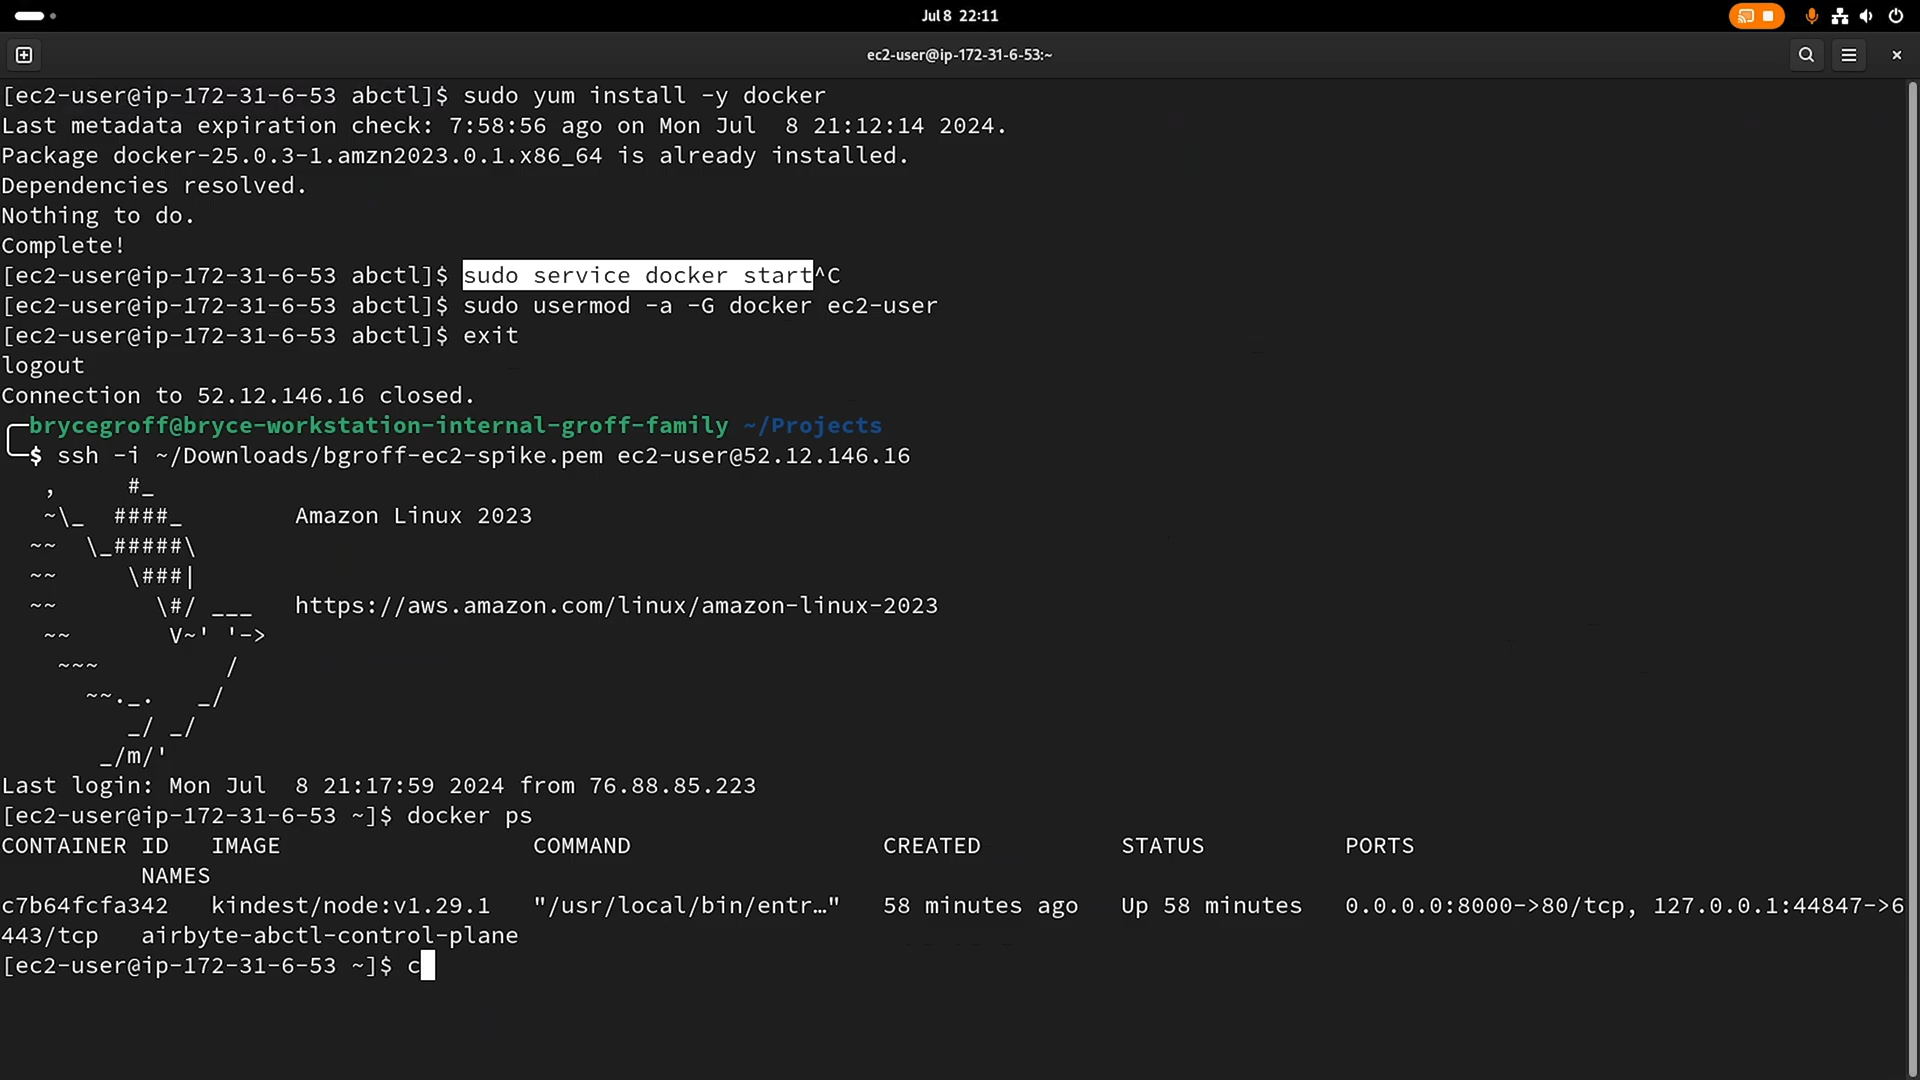 Jul 8 22:11
ec2-user@ip-172-31-6-53:~
[ec2-user@ip-172-31-6-53 abctl]$ sudo yum install -y docker
Last metadata expiration check: 7:58:56 ago on Mon Jul  8 21:12:14 2024.
Package docker-25.0.3-1.amzn2023.0.1.x86_64 is already installed.
Dependencies resolved.
Nothing to do.
Complete!
[ec2-user@ip-172-31-6-53 abctl]$ sudo service docker start^C
[ec2-user@ip-172-31-6-53 abctl]$ sudo usermod -a -G docker ec2-user
[ec2-user@ip-172-31-6-53 abctl]$ exit
logout
Connection to 52.12.146.16 closed.
brycegroff@bryce-workstation-internal-groff-family ~/Projects
$ ssh -i ~/Downloads/bgroff-ec2-spike.pem ec2-user@52.12.146.16
   ,     #_
   ~\_  ####_        Amazon Linux 2023
  ~~  \_#####\
  ~~     \###|
  ~~       \#/ ___   https://aws.amazon.com/linux/amazon-linux-2023
   ~~       V~' '->
    ~~~         /
      ~~._.   _/
         _/ _/
       _/m/'
Last login: Mon Jul  8 21:17:59 2024 from 76.88.85.223
[ec2-user@ip-172-31-6-53 ~]$ docker ps
CONTAINER ID   IMAGE                  COMMAND                  CREATED          STATUS          PORTS
          NAMES
c7b64fcfa342   kindest/node:v1.29.1   "/usr/local/bin/entr…"   58 minutes ago   Up 58 minutes   0.0.0.0:8000->80/tcp, 127.0.0.1:44847->6
443/tcp   airbyte-abctl-control-plane
[ec2-user@ip-172-31-6-53 ~]$ c